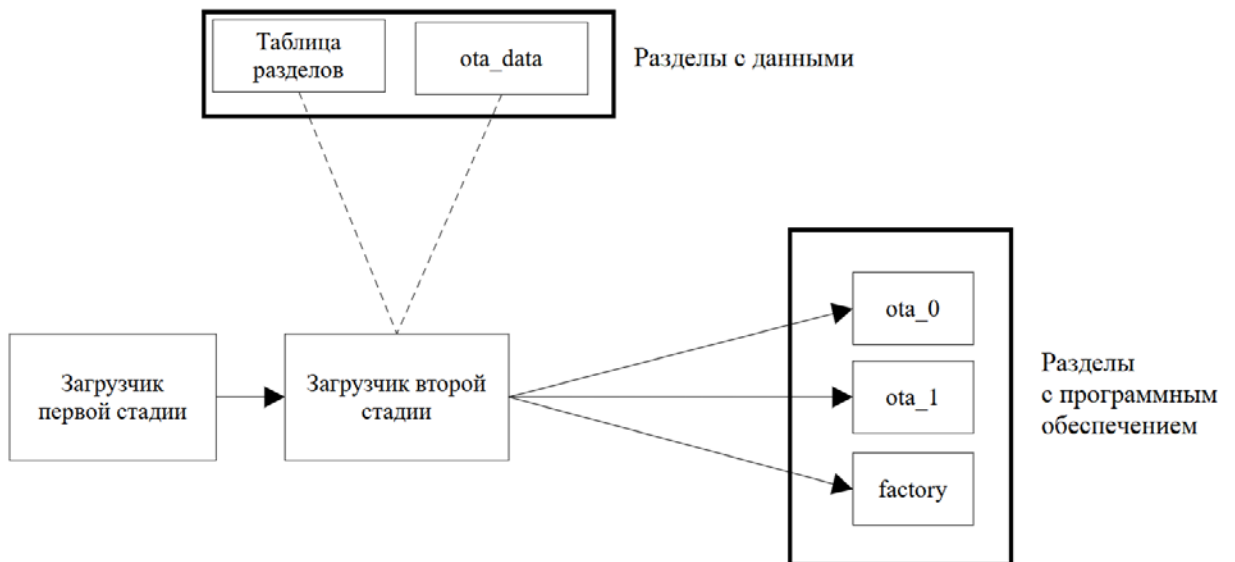 Таблица
разделов
ota_data
Разделы с данными
Загрузчик
первой стадии
Загрузчик второй
стадии
ota_0
ota_1
factory
Разделы
с программным
обеспечением